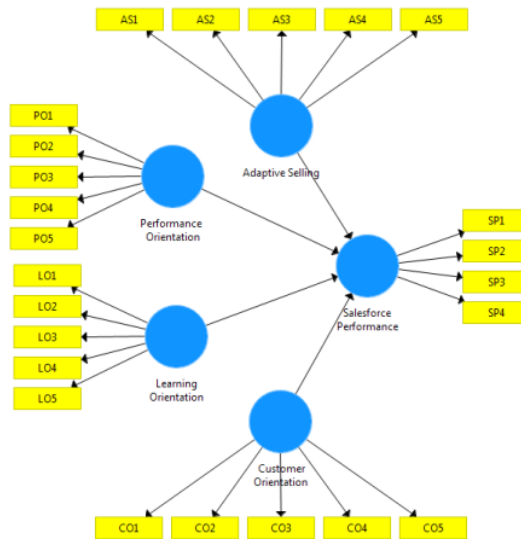 AS1 AS2 AS3 AS4 AS5
Adaptive Selling
PO1
PO2
PO3
PO4
PO5
Performance
Orientation
SP1
SP2
SP3
SP4
Salesforce
Performance
LO1
LO2
LO3
LO4
LO5
Learning
Orientation
Customer
Orientation
CO1 CO2 CO3 CO4 CO5